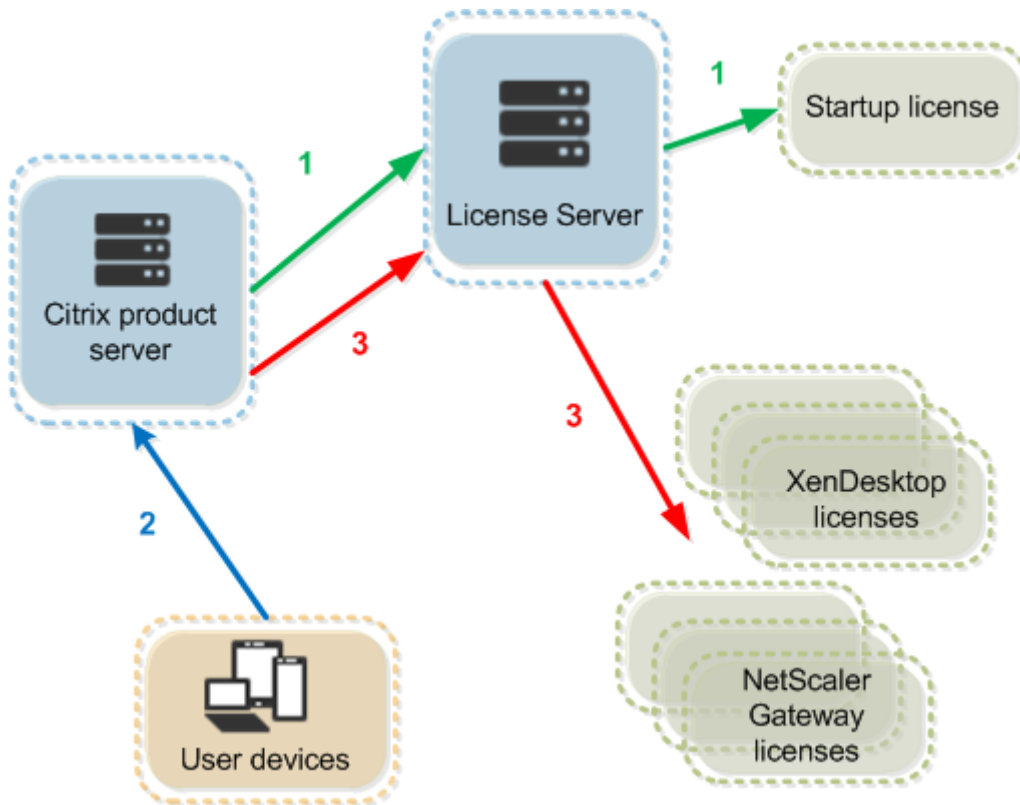 1
Startup license
License Server
1
Citrix product
server
3
3
XenDesktop
licenses
2
NetScaler
Gateway
licenses
User devices